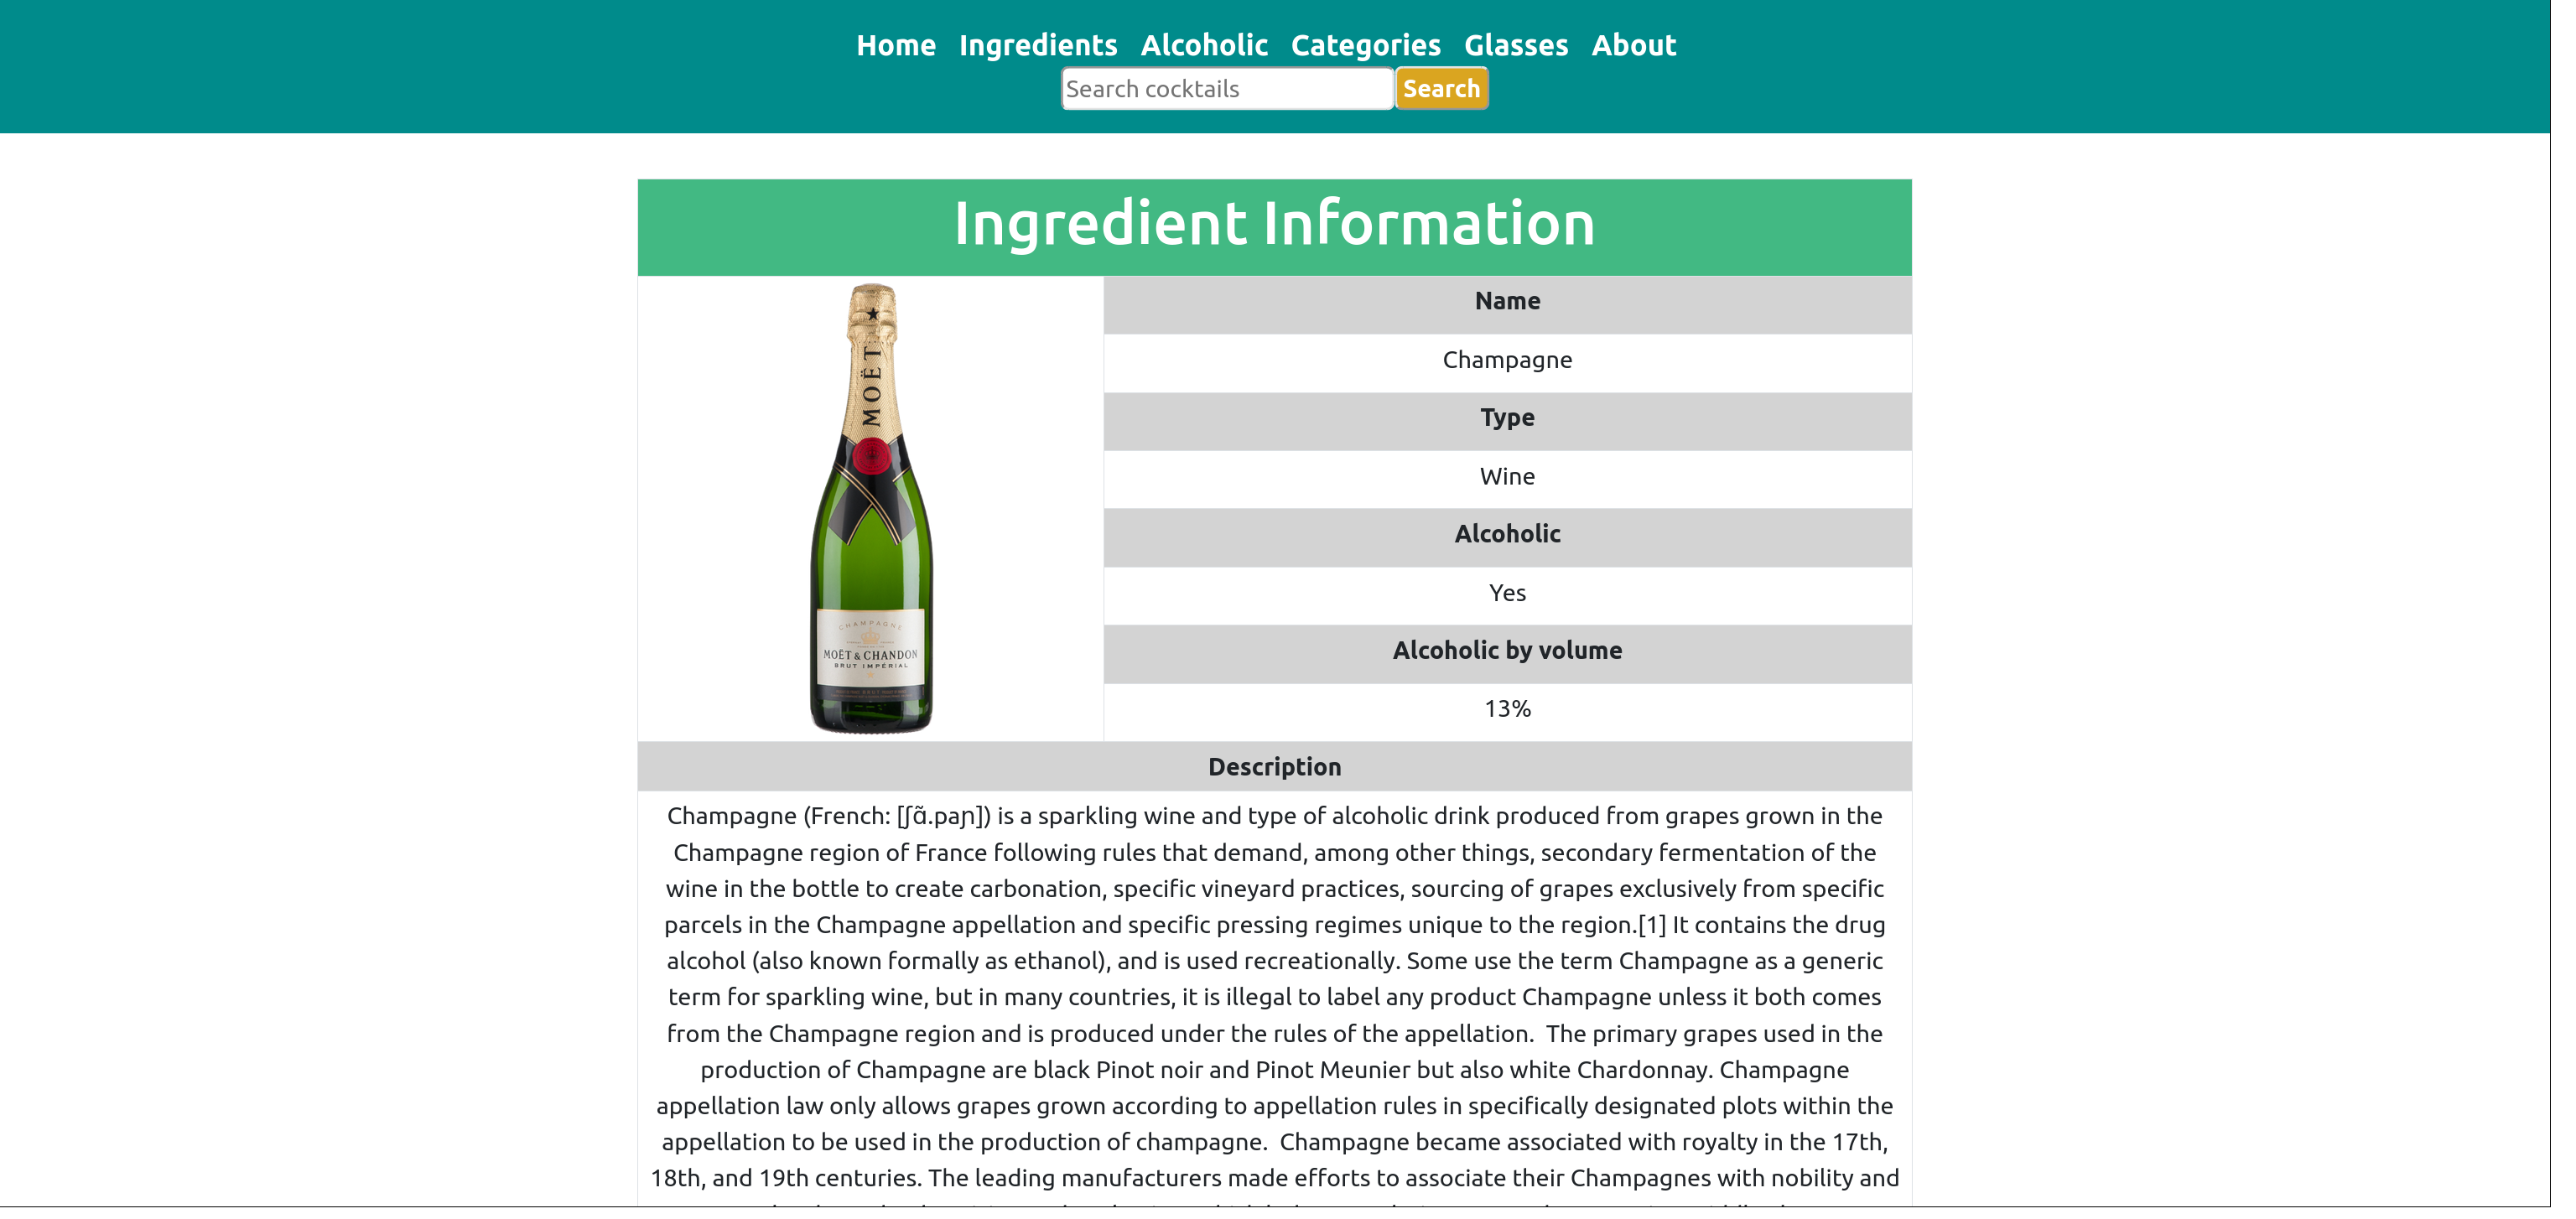 Home Ingredients Alcoholic Categories Glasses About
Search cocktails Search
Ingredient Information
MOËT
CHAMPAGNE
MOËT & CHANDON
BRUT IMPÉRIAL
Name
Champagne
Type
Wine
Alcoholic
Yes
Alcoholic by volume
13%
Description
Champagne (French: [ʃɑ̃.paɲ]) is a sparkling wine and type of alcoholic drink produced from grapes grown in the
Champagne region of France following rules that demand, among other things, secondary fermentation of the
wine in the bottle to create carbonation, specific vineyard practices, sourcing of grapes exclusively from specific
parcels in the Champagne appellation and specific pressing regimes unique to the region.[1] It contains the drug
alcohol (also known formally as ethanol), and is used recreationally. Some use the term Champagne as a generic
term for sparkling wine, but in many countries, it is illegal to label any product Champagne unless it both comes
from the Champagne region and is produced under the rules of the appellation.  The primary grapes used in the
production of Champagne are black Pinot noir and Pinot Meunier but also white Chardonnay. Champagne
appellation law only allows grapes grown according to appellation rules in specifically designated plots within the
appellation to be used in the production of champagne.  Champagne became associated with royalty in the 17th,
18th, and 19th centuries. The leading manufacturers made efforts to associate their Champagnes with nobility and